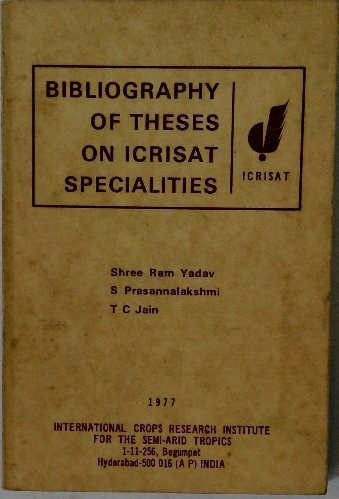 BIBLIOGRAPHY
OF THESES
ON ICRISAT
SPECIALITIES
ICRISAT
Shree Ram Yadav
S Prasannalakshmi
T C Jain
1977
INTERNATIONAL CROPS RESEARCH INSTITUTE
FOR THE SEMI-ARID TROPICS
1-11-256, Begumpet
Hyderabad-500 016 (A P) INDIA